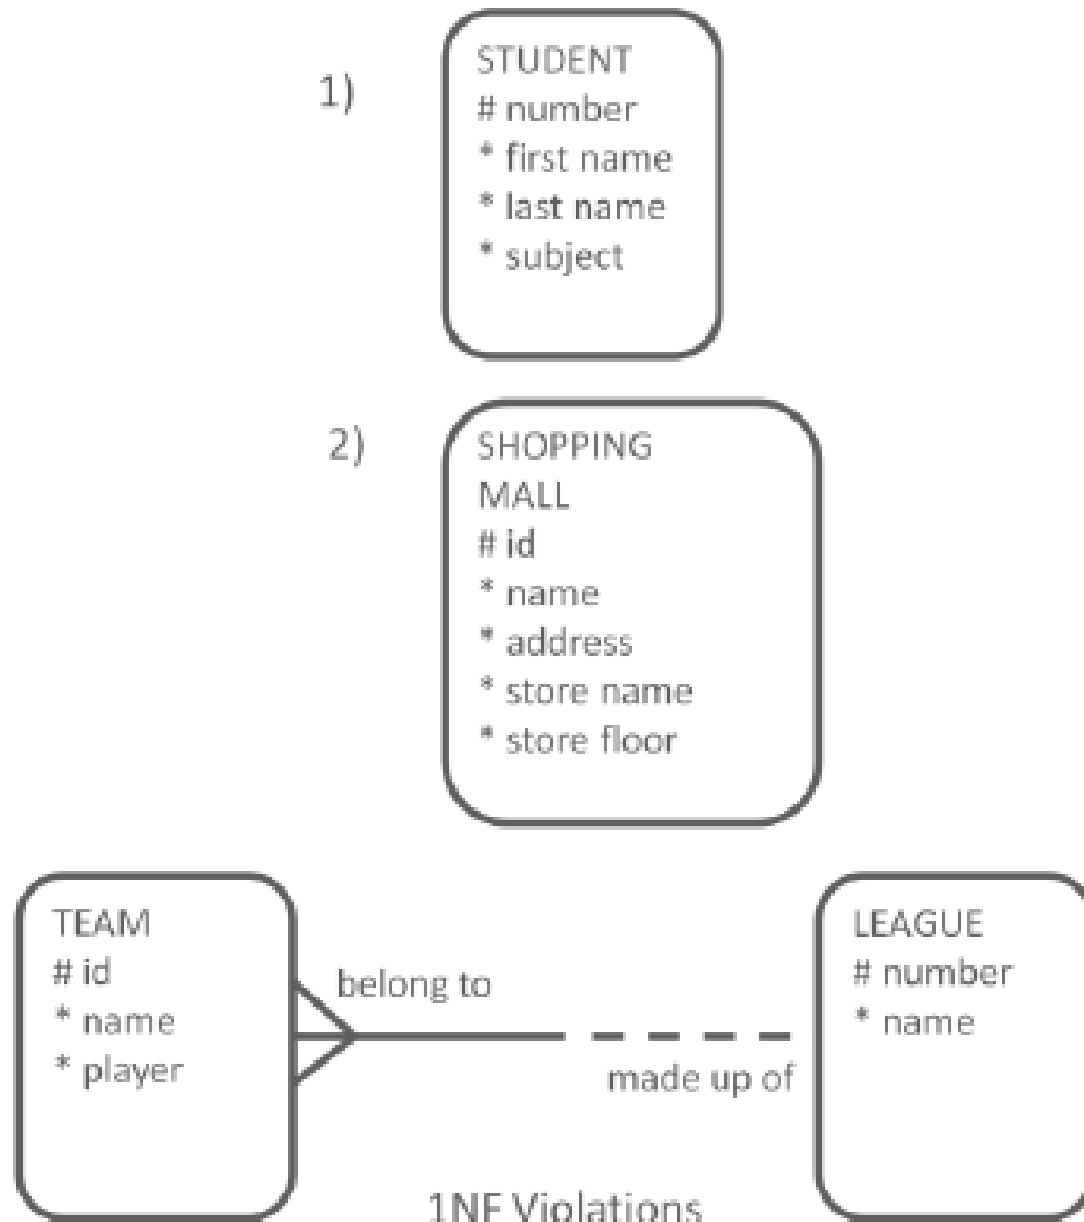 1)
STUDENT
# number
* first name
* last name
* subject
2)
SHOPPING
MALL
# id
* name
* address
* store name
* store floor
TEAM
# id
* name
* player
belong to
made up of
LEAGUE
# number
* name
1NF Violations